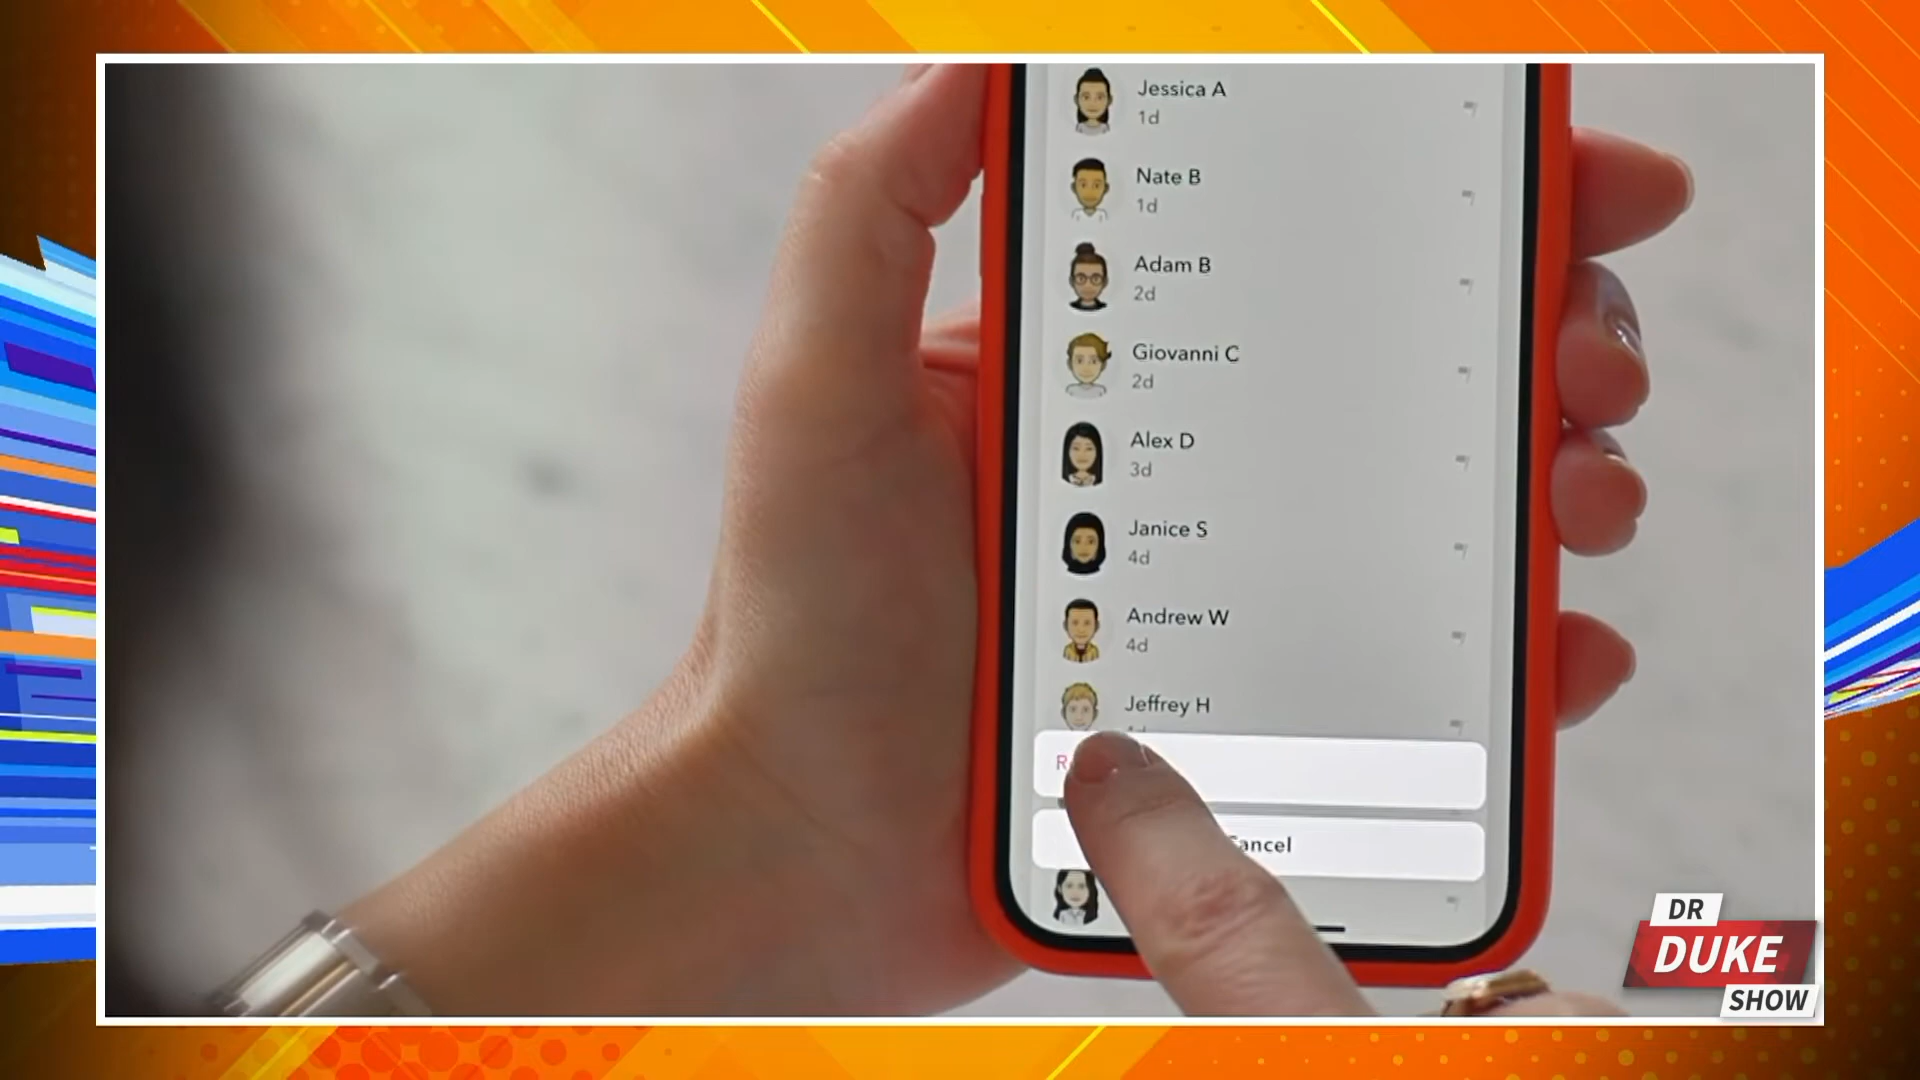 Jessica A
1d
Nate B
1d
Adam B
2d
Giovanni C
2d
Alex D
3d
Janice S
4d
Andrew W
4d
Jeffrey H
DR
DUKE
SHOW